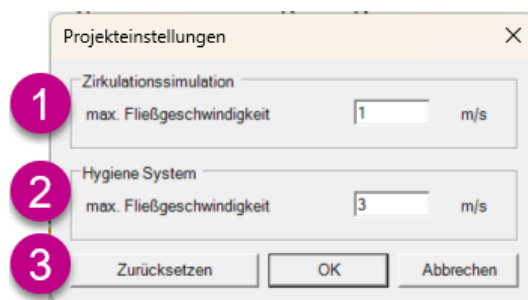 Projekteinstellungen
1
Zirkulationssimulation
max. Fließgeschwindigkeit 1 m/s
2
Hygiene System
max. Fließgeschwindigkeit 3 m/s
3
Zurücksetzen OK Abbrechen